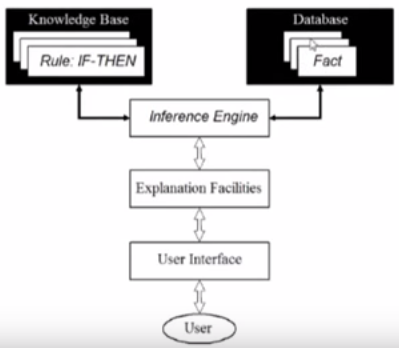 Knowledge Base
Database
Rule: IF-THEN
Fact
Inference Engine
Explanation Facilities
User Interface
User